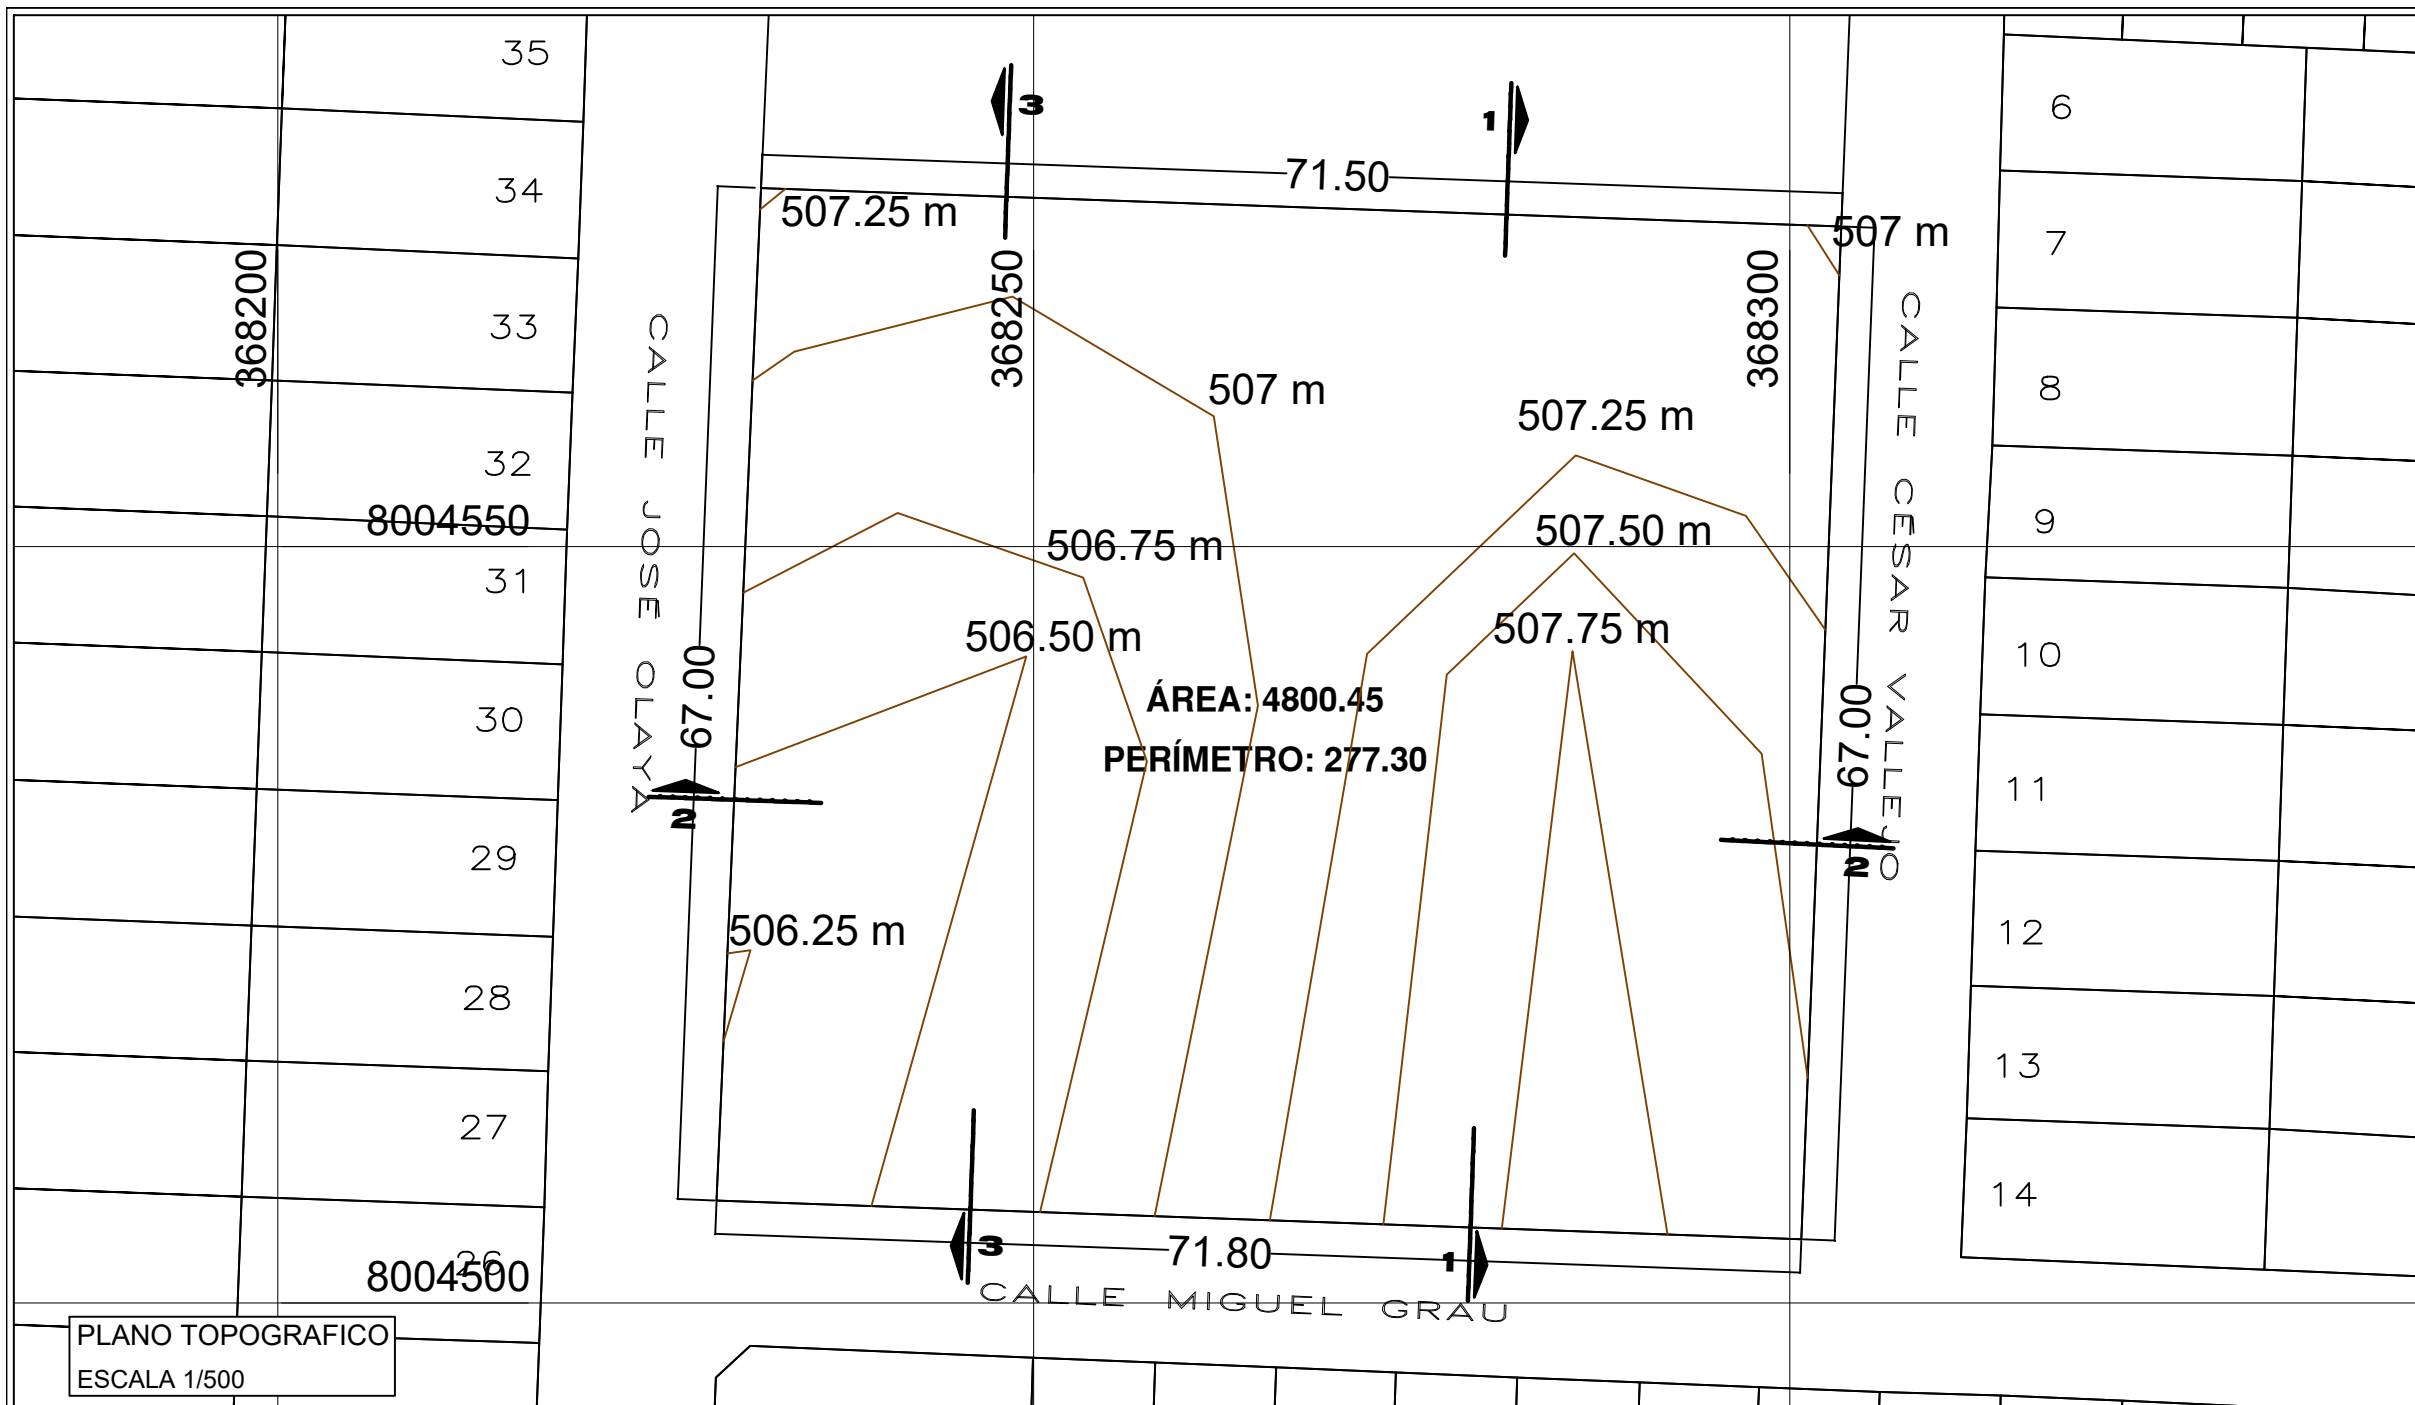 35
34
33
32
31
30
29
28
27
26
6
7
8
9
10
11
12
13
14
3
1
71.50
507.25 m
507 m
368200
368250
368300
507 m
507.25 m
8004550
506.75 m
507.50 m
506.50 m
507.75 m
ÁREA: 4800.45
PERÍMETRO: 277.30
67.00
67.00
CALLE JOSE OLAYA
CALLE CESAR VALLEJO
2
2
506.25 m
3
1
71.80
8004500
CALLE MIGUEL GRAU
PLANO TOPOGRAFICO
ESCALA 1/500